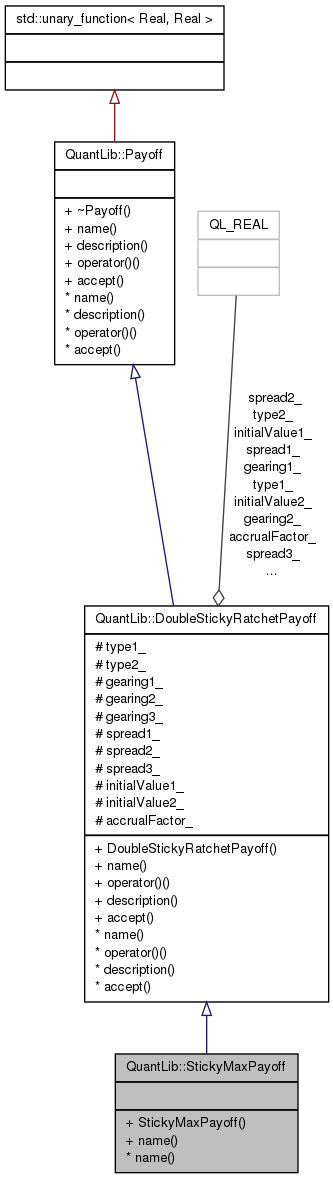 std::unary_function< Real, Real >
QuantLib::Payoff
+ ~Payoff()
+ name()
+ description()
+ operator()()
+ accept()
* name()
* description()
* operator()()
* accept()
QL_REAL
spread2_
type2_
initialValue1_
spread1_
gearing1_
type1_
initialValue2_
gearing2_
accrualFactor_
spread3_
...
QuantLib::DoubleStickyRatchetPayoff
# type1_
# type2_
# gearing1_
# gearing2_
# gearing3_
# spread1_
# spread2_
# spread3_
# initialValue1_
# initialValue2_
# accrualFactor_
+ DoubleStickyRatchetPayoff()
+ name()
+ operator()()
+ description()
+ accept()
* name()
* operator()()
* description()
* accept()
QuantLib::StickyMaxPayoff
+ StickyMaxPayoff()
+ name()
* name()